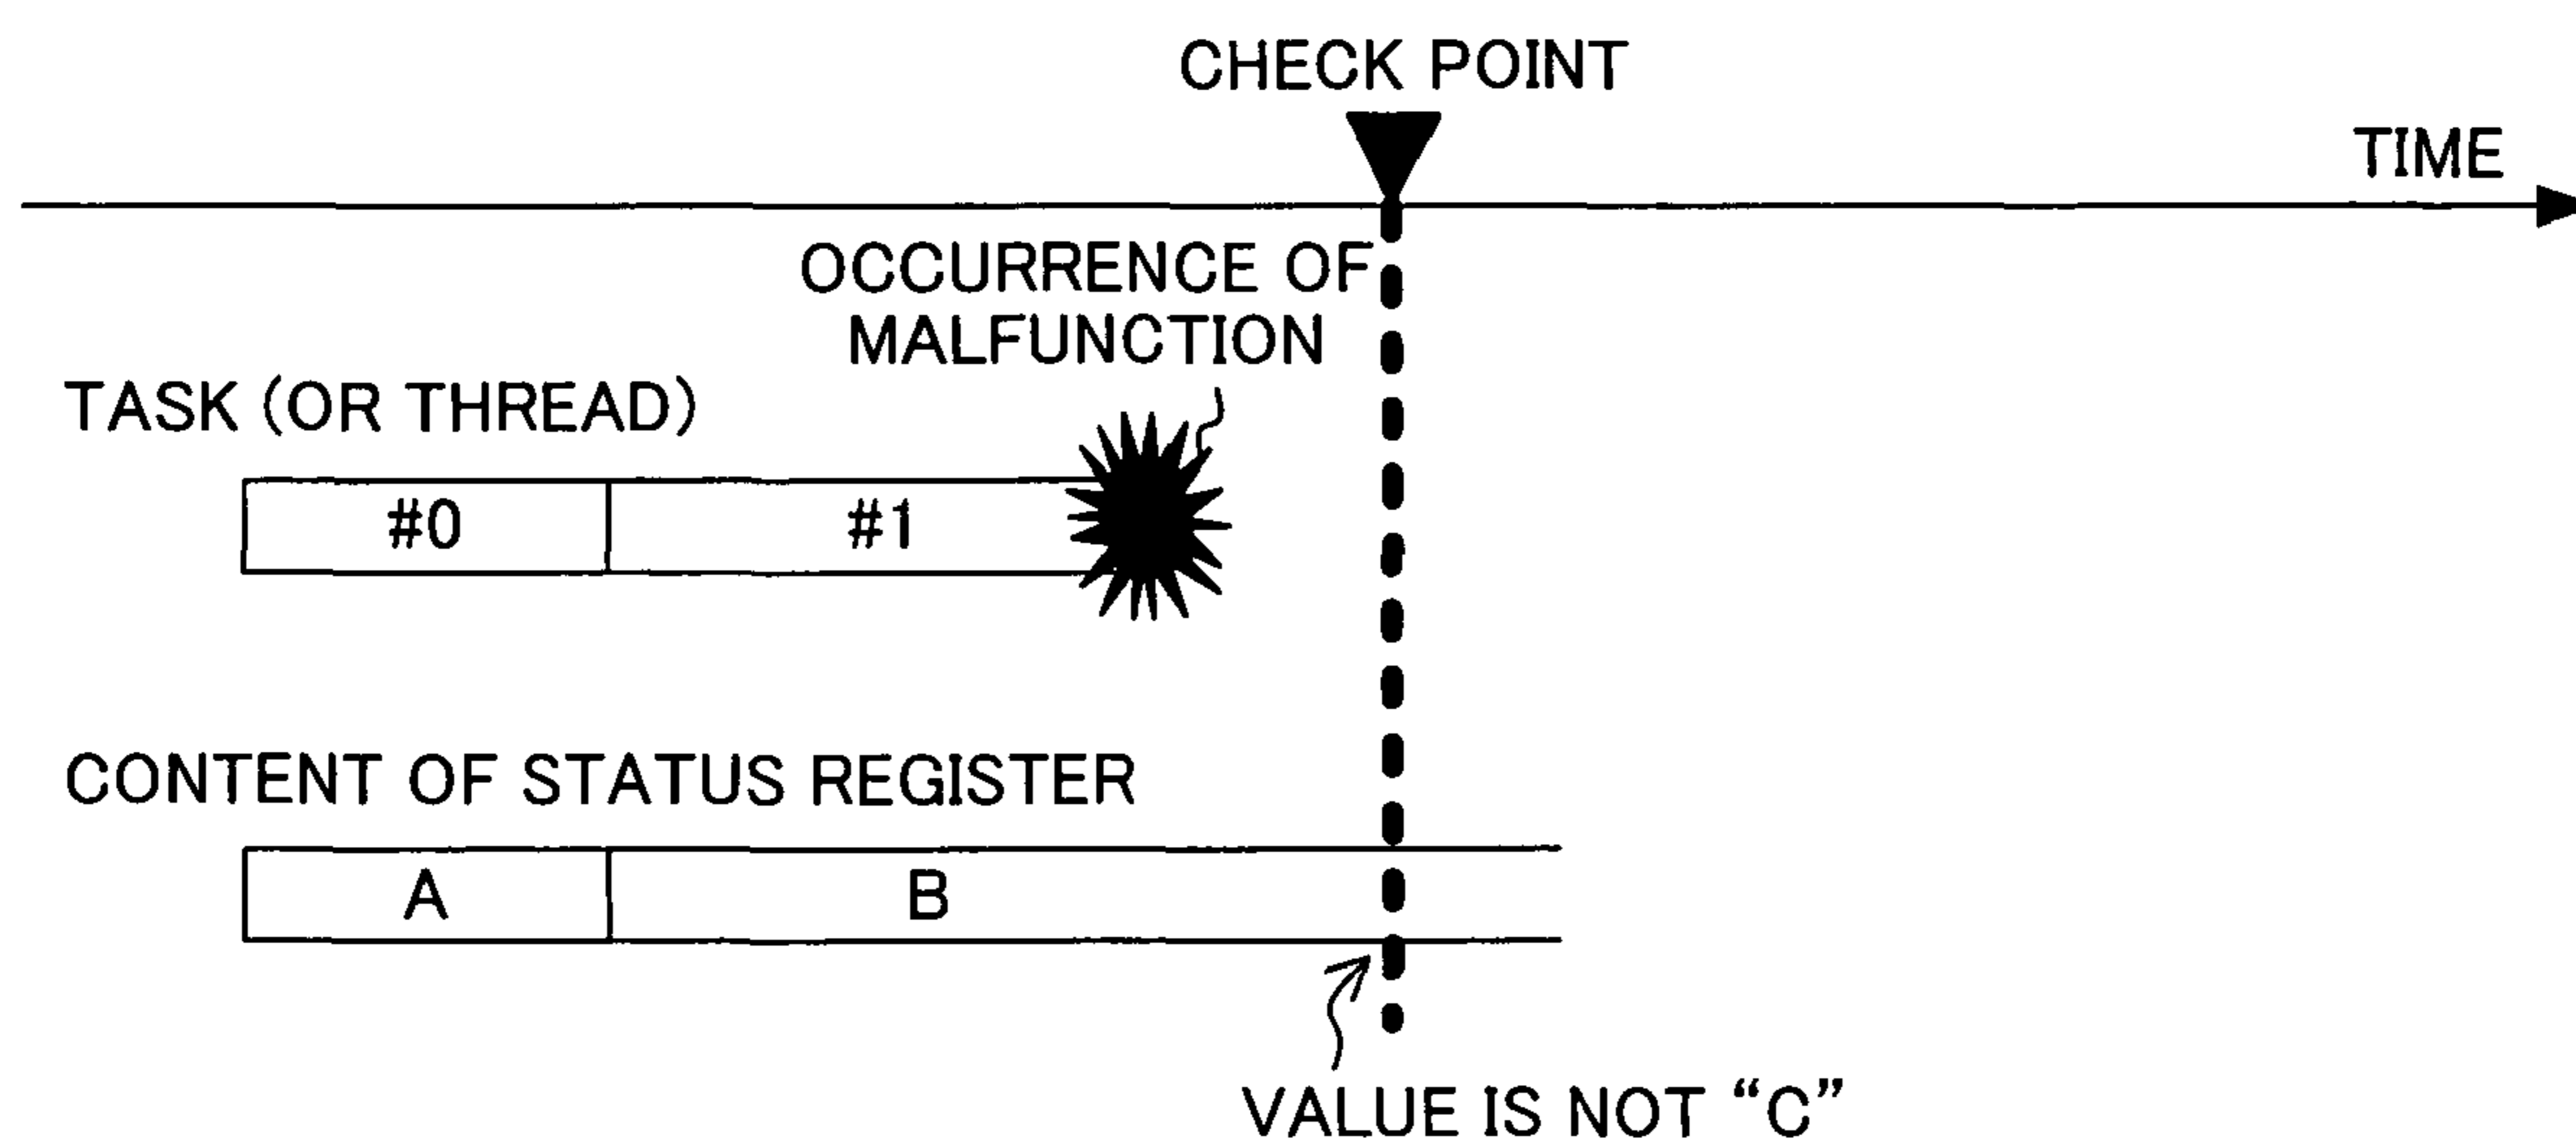 CHECK POINT
TIME
OCCURRENCE OF
MALFUNCTION
TASK (OR THREAD)
#0 #1
CONTENT OF STATUS REGISTER
A B
VALUE IS NOT “C”